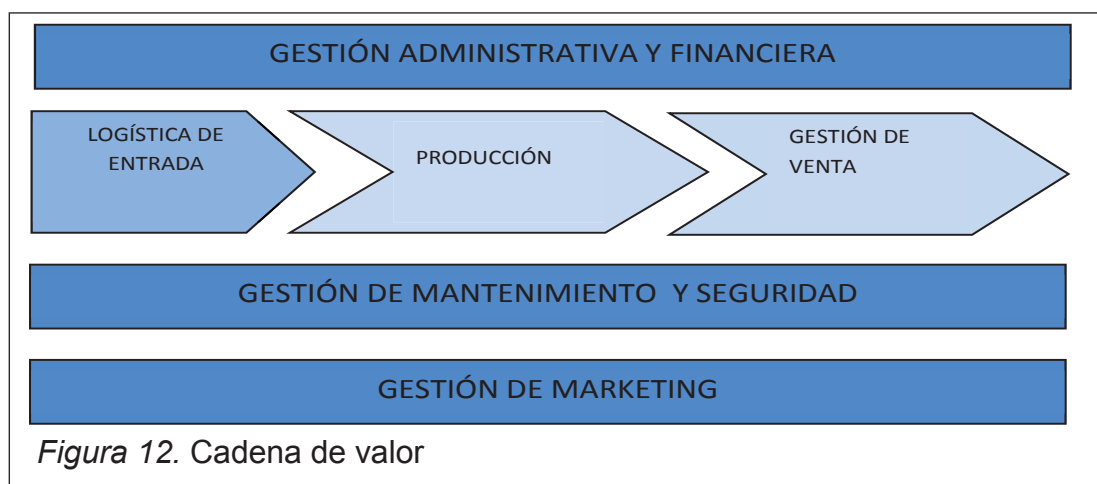 GESTIÓN ADMINISTRATIVA Y FINANCIERA
LOGÍSTICA DE
ENTRADA
PRODUCCIÓN
GESTIÓN DE
VENTA
GESTIÓN DE MANTENIMIENTO Y SEGURIDAD
GESTIÓN DE MARKETING
Figura 12. Cadena de valor